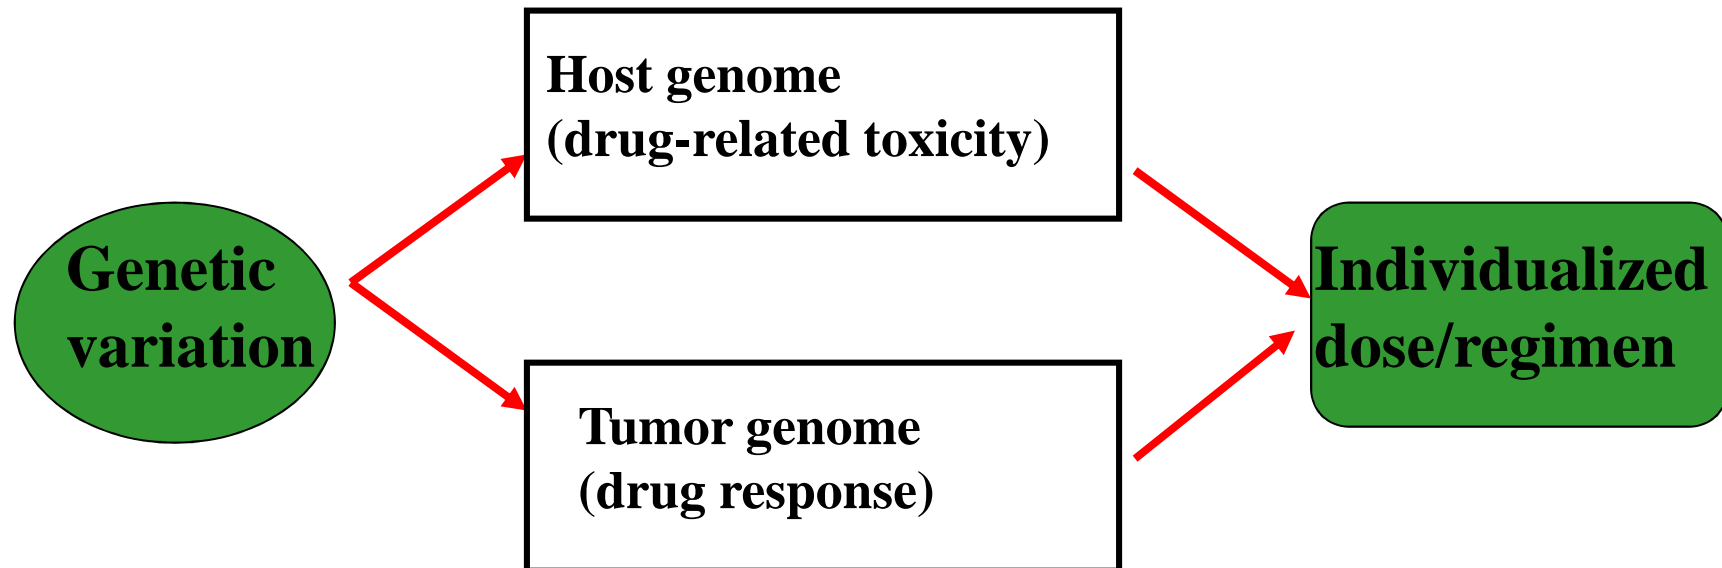 Host genome
(drug-related toxicity)
Genetic
variation
Individualized
dose/regimen
Tumor genome
(drug response)